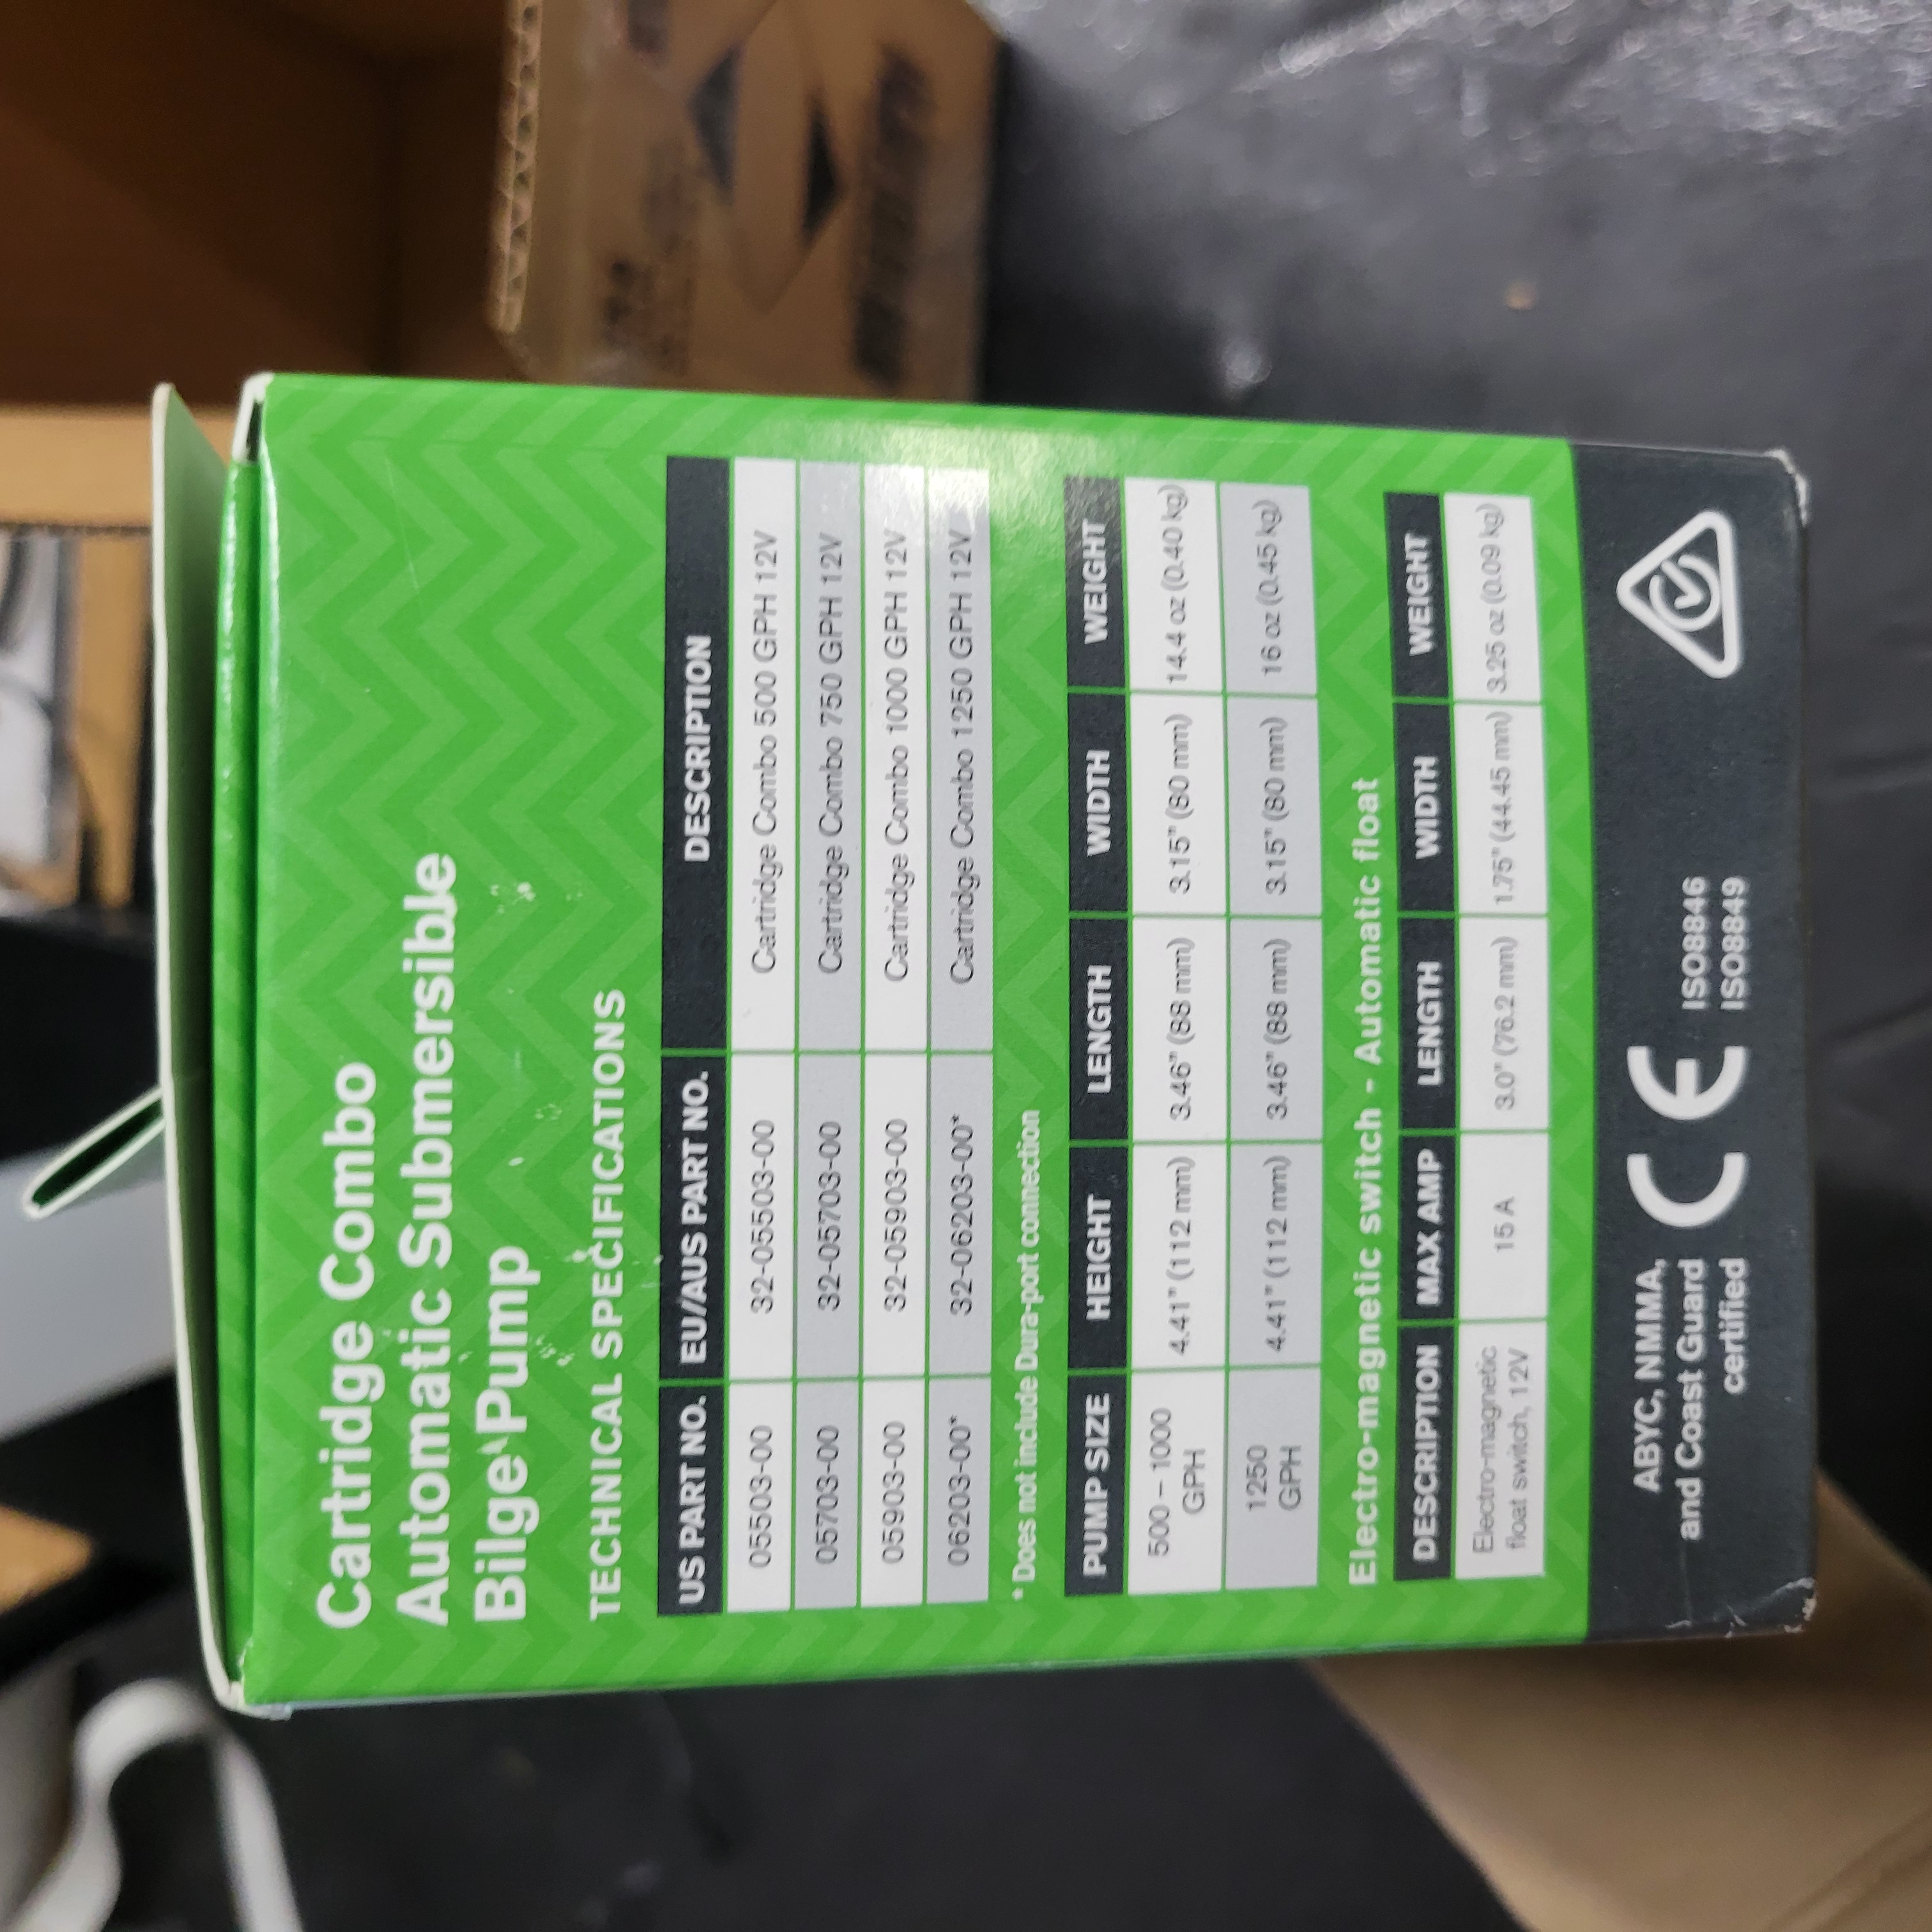 Cartridge Combo
Automatic Submersible
Bilge Pump
TECHNICAL SPECIFICATIONS
US PART NO. EU/AUS PART NO. DESCRIPTION
05503-00 32-05503-00 Cartridge Combo 500 GPH 12V
05703-00 32-05703-00 Cartridge Combo 750 GPH 12V
05903-00 32-05903-00 Cartridge Combo 1000 GPH 12V
06203-00* 32-06203-00* Cartridge Combo 1250 GPH 12V
* Does not include Dura-port connection
PUMP SIZE HEIGHT LENGTH WIDTH WEIGHT
500 – 1000
GPH 4.41" (112 mm) 3.46" (88 mm) 3.15" (80 mm) 14.4 oz (0.40 kg)
1250
GPH 4.41" (112 mm) 3.46" (88 mm) 3.15" (80 mm) 16 oz (0.45 kg)
Electro-magnetic switch - Automatic float
DESCRIPTION MAX AMP LENGTH WIDTH WEIGHT
Electro-magnetic
float switch, 12V 15 A 3.0" (76.2 mm) 1.75" (44.45 mm) 3.25 oz (0.09 kg)
ABYC, NMMA,
and Coast Guard
certified
CE
ISO8846
ISO8849